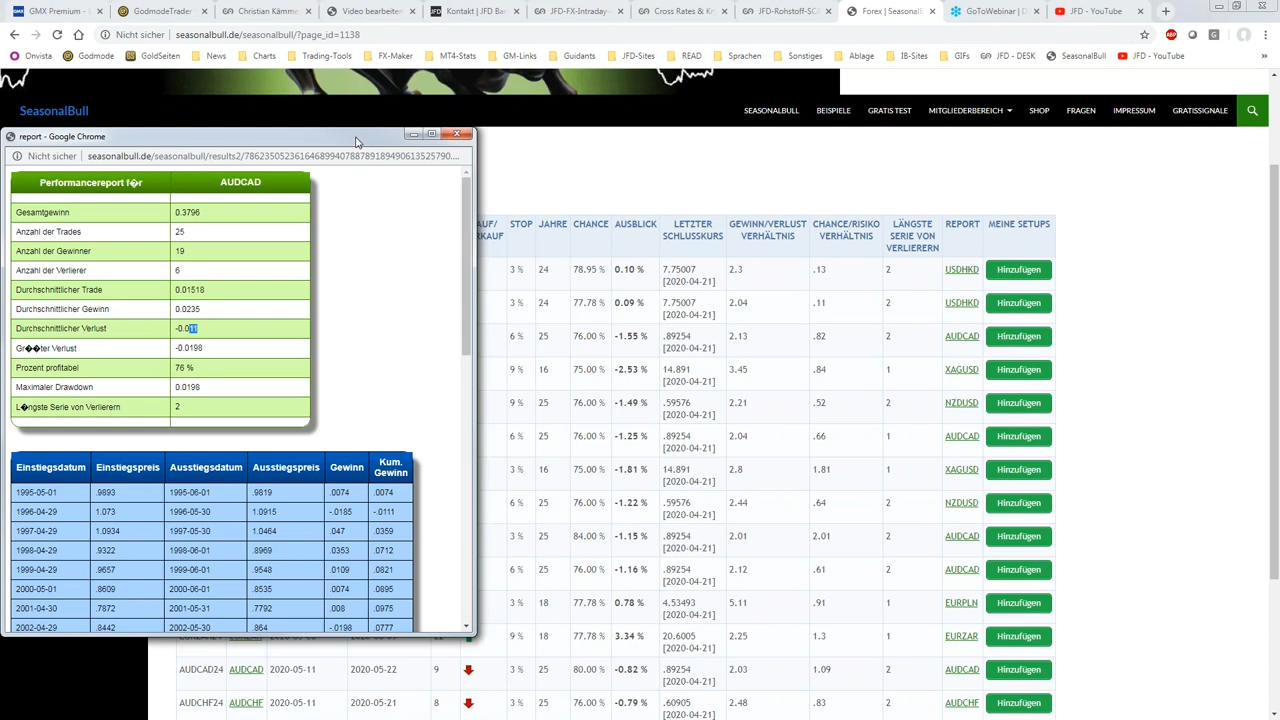 GMX Premium - E-M
GodmodeTrader
Christian Kämme
Video bearbeiten
Kontakt | JFD Ba
JFD-FX-Intraday-
Cross Rates & Kr
JFD-Rohstoff-SC
Forex | SeasonalB
GoToWebinar | D
JFD - YouTube
Nicht sicher | seasonalbull.de/seasonalbull/?page_id=1138
Onvista
Godmode
GoldSeiten
News
Charts
Trading-Tools
FX-Maker
MT4-Stats
GM-Links
Guidants
JFD-Sites
READ
Sprachen
Sonstiges
Ablage
IB-Sites
GIFs
JFD - DESK
SeasonalBull
JFD - YouTube
SeasonalBull
SEASONALBULL BEISPIELE GRATIS TEST MITGLIEDERBEREICH SHOP FRAGEN IMPRESSUM GRATISSIGNALE
report - Google Chrome
Nicht sicher | seasonalbull.de/seasonalbull/results2/7862350523616468994078878918949061352579​0...
Performancereport f�r AUDCAD
Gesamtgewinn 0.3796
Anzahl der Trades 25
Anzahl der Gewinner 19
Anzahl der Verlierer 6
Durchschnittlicher Trade 0.01518
Durchschnittlicher Gewinn 0.0235
Durchschnittlicher Verlust -0.011
Gr��ter Verlust -0.0198
Prozent profitabel 76 %
Maximaler Drawdown 0.0198
L�ngste Serie von Verlierern 2
Einstiegsdatum Einstiegspreis Ausstiegsdatum Ausstiegspreis Gewinn Kum. Gewinn
1995-05-01 .9893 1995-06-01 .9819 .0074 .0074
1996-04-29 1.073 1996-05-30 1.0915 -.0111
1997-04-29 1.0934 1997-05-30 1.0464 .047 .0359
1998-04-29 .9322 1998-06-01 .8969 .0353 .0712
1999-04-29 .9657 1999-06-01 .9548 .0109 .0821
2000-05-01 .8609 2000-06-01 .8535 .0074 .0895
2001-04-30 .7872 2001-05-31 .7792 .008 .0975
2002-04-29 .8442 2002-05-30 .864 -.0198 .0777
AUF/ STOP JAHRE CHANCE AUSBLICK LETZTER GEWINN/VERLUST CHANCE/RISIKO LÄNGSTE REPORT MEINE SETUPS
RKAUF SCHLUSSKURS VERHÄLTNIS VERHÄLTNIS SERIE VON
VERLIERERN
3 % 24 78.95 % 0.10 % 7.75007 2.3 .13 2 USDHKD Hinzufügen
[2020-04-21]
3 % 24 77.78 % 0.09 % 7.75007 2.04 .11 2 USDHKD Hinzufügen
[2020-04-21]
6 % 25 76.00 % -1.55 % .89254 2.13 .82 2 AUDCAD Hinzufügen
[2020-04-21]
9 % 16 75.00 % -2.53 % 14.891 3.45 .84 1 XAGUSD Hinzufügen
[2020-04-21]
9 % 25 76.00 % -1.49 % .59576 2.21 .52 2 NZDUSD Hinzufügen
[2020-04-21]
6 % 25 76.00 % -1.25 % .89254 2.04 .66 1 AUDCAD Hinzufügen
[2020-04-21]
3 % 16 75.00 % -1.81 % 14.891 2.8 1.81 1 XAGUSD Hinzufügen
[2020-04-21]
6 % 25 76.00 % -1.22 % .59576 2.44 .64 1 NZDUSD Hinzufügen
[2020-04-21]
3 % 25 84.00 % -1.15 % .89254 2.01 2.01 2 AUDCAD Hinzufügen
[2020-04-21]
6 % 25 76.00 % -1.16 % .89254 2.12 .61 2 AUDCAD Hinzufügen
[2020-04-21]
3 % 18 77.78 % 0.78 % 4.53493 5.11 .91 1 EURPLN Hinzufügen
[2020-04-21]
9 % 18 77.78 % 3.34 % 20.6005 2.25 1.3 1 EURZAR Hinzufügen
[2020-04-21]
AUDCAD24 AUDCAD 2020-05-11 2020-05-22 9 3 % 25 80.00 % -0.82 % .89254 2.03 1.09 2 AUDCAD Hinzufügen
[2020-04-21]
AUDCHF24 AUDCHF 2020-05-11 2020-05-21 8 3 % 25 76.00 % -0.79 % .60905 2.48 .83 2 AUDCHF Hinzufügen
[2020-04-21]